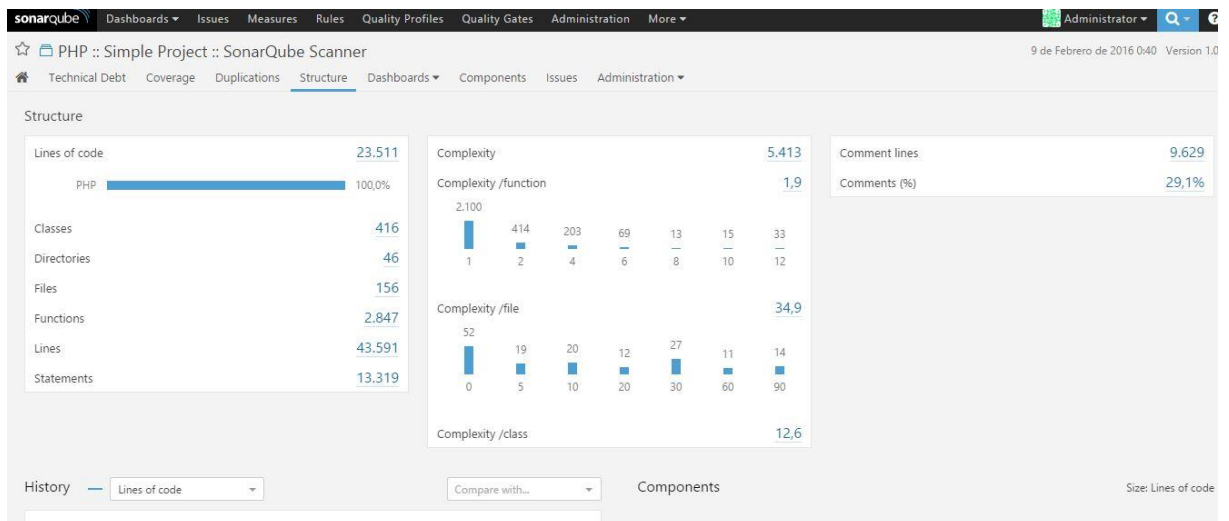 sonarqube Dashboards Issues Measures Rules Quality Profiles Quality Gates Administration More Administrator
PHP :: Simple Project :: SonarQube Scanner
9 de Febrero de 2016 0:40 Version 1.0
Technical Debt Coverage Duplications Structure Dashboards Components Issues Administration
Structure
Lines of code 23.511
PHP 100,0%
Classes 416
Directories 46
Files 156
Functions 2.847
Lines 43.591
Statements 13.319
Complexity 5.413
Complexity /function 1,9
2.100 414 203 69 13 15 33
1 2 4 6 8 10 12
Complexity /file 34,9
52 19 20 12 27 11 14
0 5 10 20 30 60 90
Complexity /class 12,6
Comment lines 9.629
Comments (%) 29,1%
History Lines of code Compare with...
Components Size: Lines of code